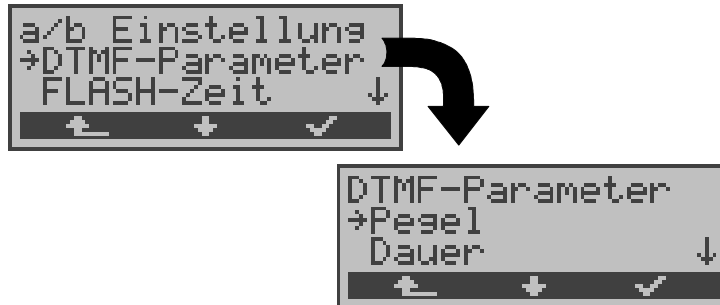 a/b Einstellung
→DTMF-Parameter
FLASH-Zeit ↓
DTMF-Parameter
→Pegel
Dauer ↓